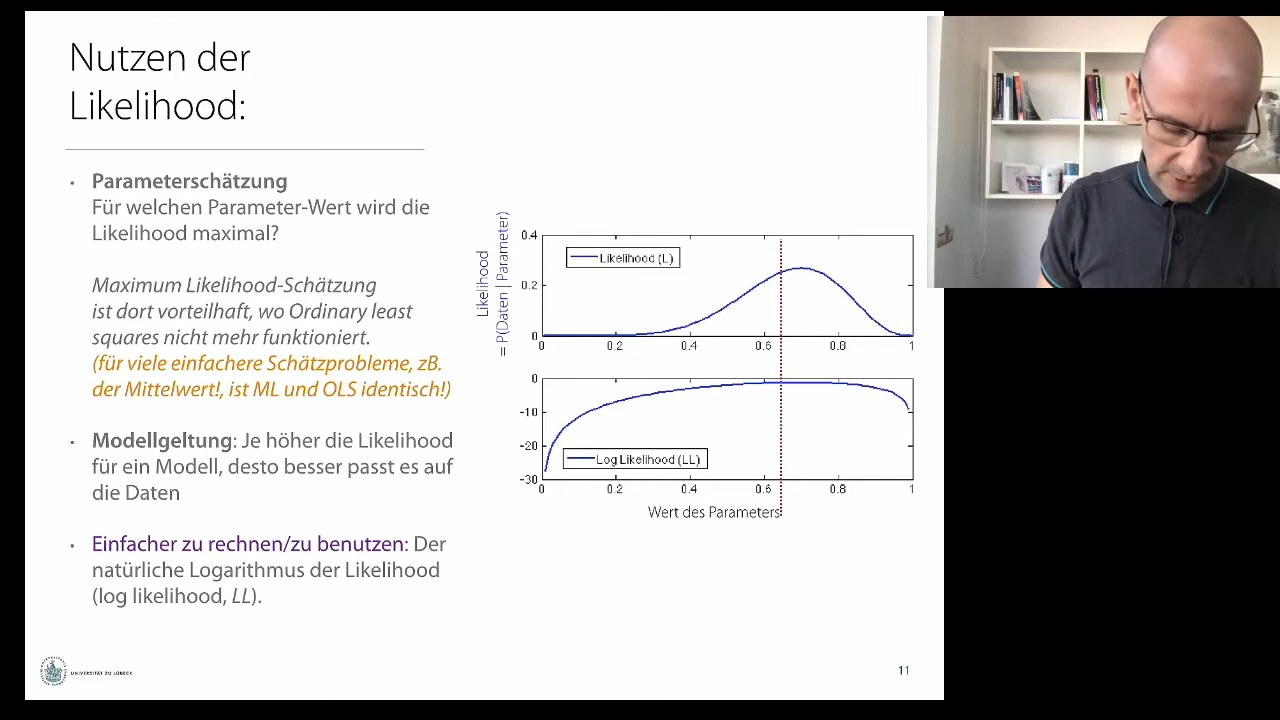 Nutzen der
Likelihood:
• Parameterschätzung
Für welchen Parameter-Wert wird die
Likelihood maximal?
Maximum Likelihood-Schätzung
ist dort vorteilhaft, wo Ordinary least
squares nicht mehr funktioniert.
(für viele einfachere Schätzprobleme, zB.
der Mittelwert!, ist ML und OLS identisch!)
• Modellgeltung: Je höher die Likelihood
für ein Modell, desto besser passt es auf
die Daten
• Einfacher zu rechnen/zu benutzen: Der
natürliche Logarithmus der Likelihood
(log likelihood, LL).
Likelihood
= P(Daten | Parameter)
0.4
0.2
0
Likelihood (L)
0 0.2 0.4 0.6 0.8 1
0
-10
-20
-30
Log Likelihood (LL)
0 0.2 0.4 0.6 0.8 1
Wert des Parameters
UNIVERSITÄT ZU LÜBECK
11